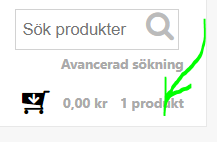 Sök produkter
Avancerad sökning
0,00 kr 1 produkt